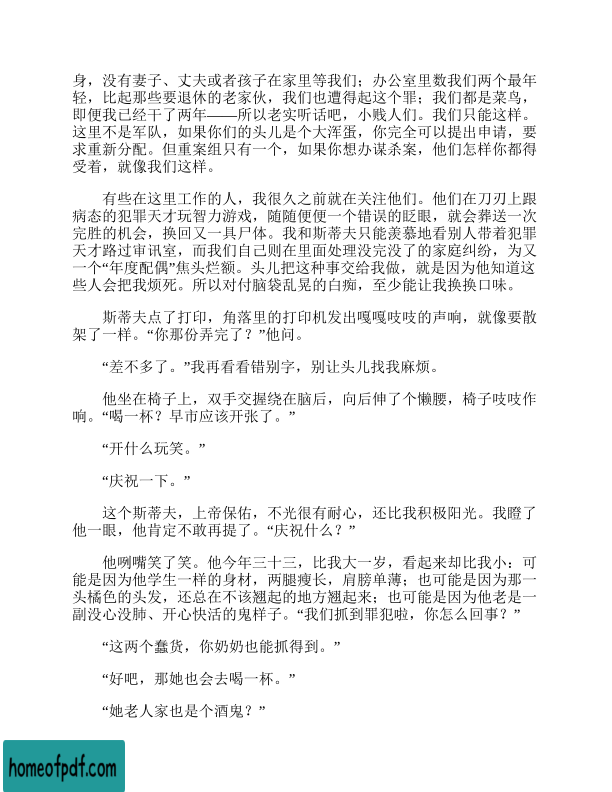 身，没有妻子、丈夫或者孩子在家里等我们；办公室里数我们两个最年
轻，比起那些要退休的老家伙，我们也遭得起这个罪；我们都是菜鸟，
即便我已经干了两年——所以老实听话吧，小贱人们。我们只能这样。
这里不是军队，如果你们的头儿是个大浑蛋，你完全可以提出申请，要
求重新分配。但重案组只有一个，如果你想办谋杀案，他们怎样你都得
受着，就像我们这样。
有些在这里工作的人，我很久之前就在关注他们。他们在刀刃上跟
病态的犯罪天才玩智力游戏，随随便便一个错误的眨眼，就会葬送一次
完胜的机会，换回又一具尸体。我和斯蒂夫只能羡慕地看别人带着犯罪
天才路过审讯室，而我们自己则在里面处理没完没了的家庭纠纷，为又
一个“年度配偶”焦头烂额。头儿把这种事交给我做，就是因为他知道这
些人会把我烦死。所以对付脑袋乱晃的白痴，至少能让我换换口味。
斯蒂夫点了打印，角落里的打印机发出嘎嘎吱吱的声响，就像要散
架了一样。“你那份弄完了？”他问。
“差不多了。”我再看看错别字，别让头儿找我麻烦。
他坐在椅子上，双手交握绕在脑后，向后伸了个懒腰，椅子吱吱作
响。“喝一杯？早市应该开张了。”
“开什么玩笑。”
“庆祝一下。”
这个斯蒂夫，上帝保佑，不光很有耐心，还比我积极阳光。我瞪了
他一眼，他肯定不敢再提了。“庆祝什么？”
他咧嘴笑了笑。他今年三十三，比我大一岁，看起来却比我小：可
能是因为他学生一样的身材，两腿瘦长，肩膀单薄；也可能是因为那一
头橘色的头发，还总在不该翘起的地方翘起来；也可能是因为他老是一
副没心没肺、开心快活的鬼样子。“我们抓到罪犯啦，你怎么回事？”
“这两个蠢货，你奶奶也能抓得到。”
“好吧，那她也会去喝一杯。”
“她老人家也是个酒鬼？”
homeofpdf.com